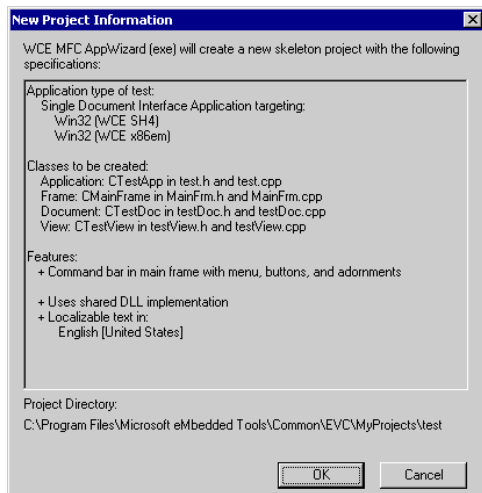 New Project Information
WCE MFC AppWizard (exe) will create a new skeleton project with the following
specifications:
Application type of test:
Single Document Interface Application targeting:
Win32 (WCE SH4)
Win32 (WCE x86em)
Classes to be created:
Application: CTestApp in test.h and test.cpp
Frame: CMainFrame in MainFrm.h and MainFrm.cpp
Document: CTestDoc in testDoc.h and testDoc.cpp
View: CTestView in testView.h and testView.cpp
Features:
+ Command bar in main frame with menu, buttons, and adornments
+ Uses shared DLL implementation
+ Localizable text in:
English [United States]
Project Directory:
C:\Program Files\Microsoft eMbedded Tools\Common\EVC\MyProjects\test
OK Cancel